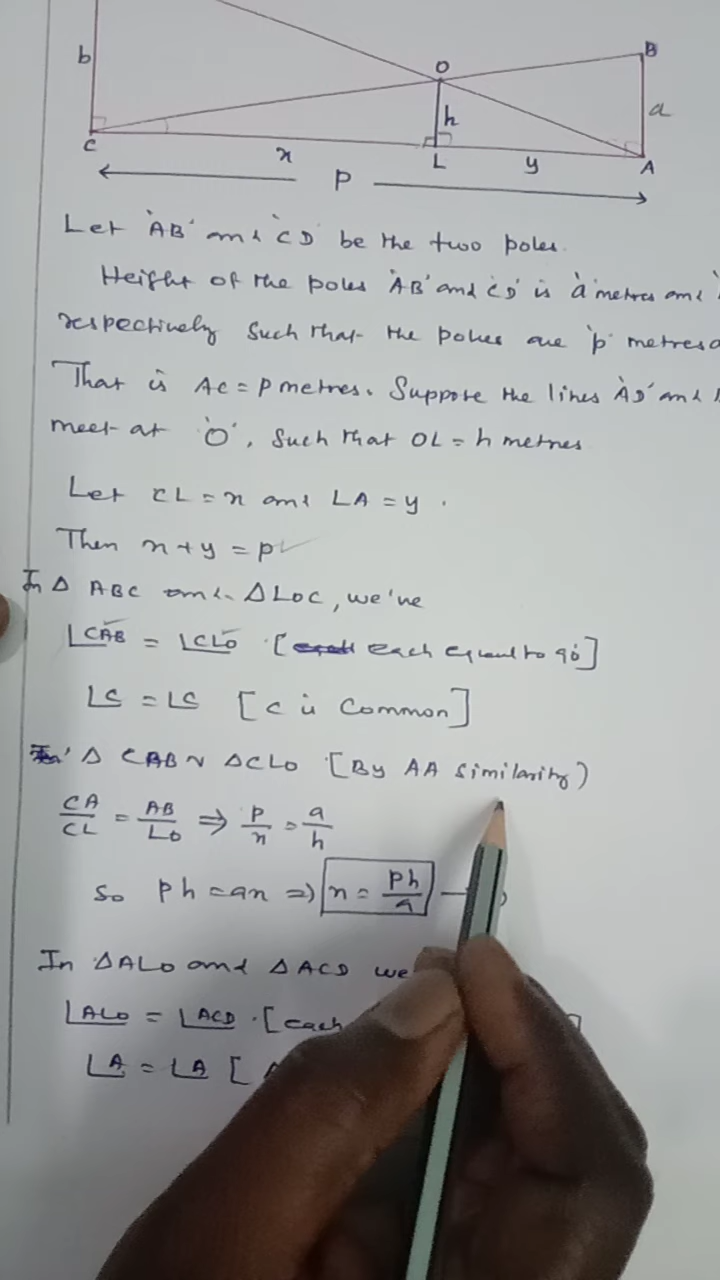 b
O
B
h
a
C
x
L
y
A
P
Let 'AB' and 'CD' be the two poles.
Height of the poles 'AB' and 'CD' is 'a' metres and
respectively such that the poles are 'p' metres
That is AC = p metres. Suppose the lines 'AD' and
meet at 'O', such that OL = h metres
Let CL = x and LA = y.
Then x + y = p
In Δ ABC and Δ LOC, we've
∠CAB = ∠CLO [each equal to 90°]
∠C = ∠C [C is common]
Δ CAB ~ Δ CLO [By AA similarity)
CA/CL = AB/LO ⇒ p/x = a/h
So ph = ax ⇒ x = ph/a —
In ΔALO and ΔACD we
∠ALO = ∠ACD [each ]
∠A = ∠A [